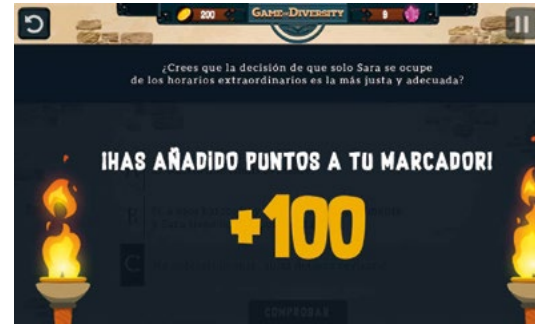 200 GAME OF DIVERSITY 9
¿Crees que la decisión de que solo Sara se ocupe
de los horarios extraordinarios es la más justa y adecuada?
¡HAS AÑADIDO PUNTOS A TU MARCADOR!
+100
B
C
COMPROBAR